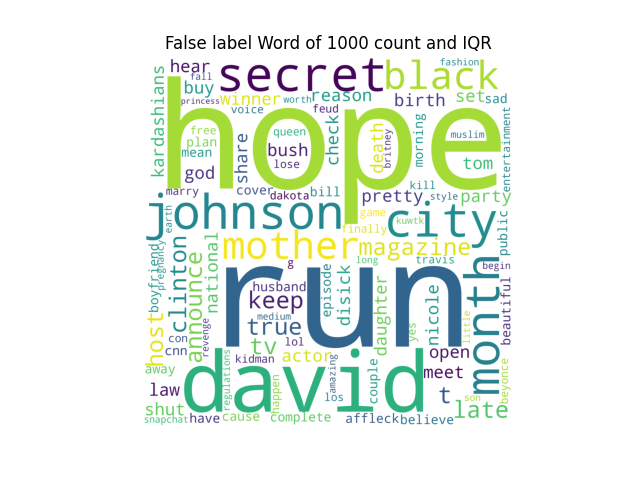 False label Word of 1000 count and IQR
hear
fall
secret
black
fashion
kardashians
buy
princess
winner
worth
reason
birth
set
sad
voice
feud
hope
free
plan
mean
share
queen
check
death
britney
morning
muslim
entertainment
god
bush
lose
tom
marry
cover
dakota
bill
pretty
kill
style
party
johnson
earth
game
finally
city
kuwtk
public
boyfriend
pregnancy
clinton
national
mother
magazine
long
travis
announce
run
g
episode
disick
daughter
nicole
month
begin
beautiful
husband
keep
medium
host
con
cnn
revenge
true
lol
tv
kidman
actor
yes
little
open
away
law
david
amazing
couple
meet
regulations
happen
los
t
son
beyonce
shut
snapchat
have
cause
complete
affleck
believe
late